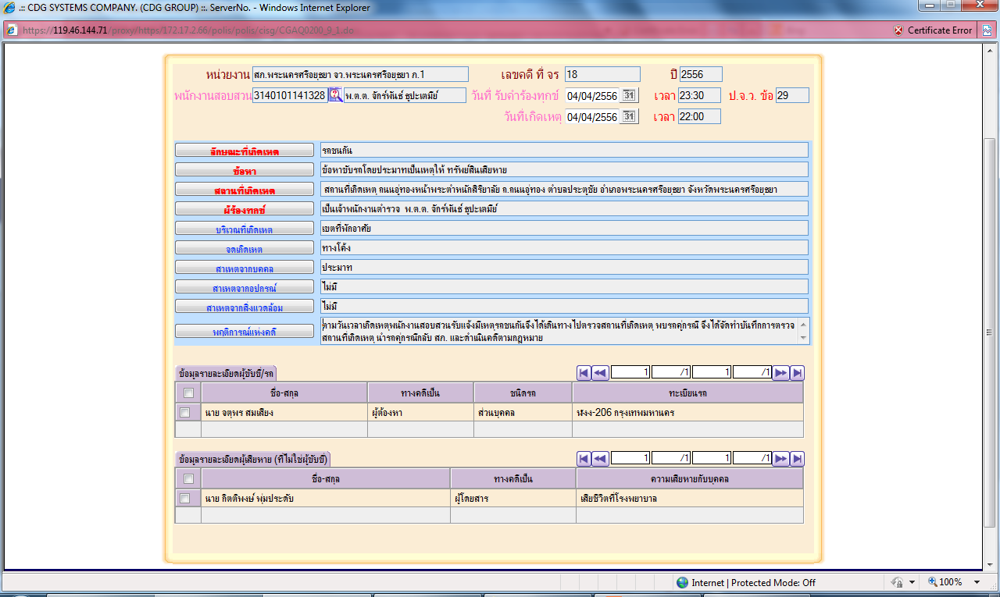 .:: CDG SYSTEMS COMPANY. (CDG GROUP) ::. ServerNo. - Windows Internet Explorer
https://119.46.144.71/proxy/https/172.17.2.66/polis/polis/cisg/CGAQ0200_9_1.do Certificate Error
หน่วยงาน สภ.พระนครศรีอยุธยา จว.พระนครศรีอยุธยา ภ.1 เลขคดี ที่ จร 18 ปี 2556
พนักงานสอบสวน 3140101141328 พ.ต.ต. จักร์พันธ์ ธูปะเตมีย์ วันที่ รับคำร้องทุกข์ 04/04/2556 31 เวลา 23:30 ป.จ.ว. ข้อ 29
วันที่เกิดเหตุ 04/04/2556 31 เวลา 22:00
ลักษณะที่เกิดเหตุ รถชนกัน
ข้อหา ข้อหาขับรถโดยประมาทเป็นเหตุให้ ทรัพย์สินเสียหาย
สถานที่เกิดเหตุ สถานที่เกิดเหตุ ถนนอู่ทองหน้าพระตำหนักสิริยาลัย ถ.ถนนอู่ทอง ตำบลประตูชัย อำเภอพระนครศรีอยุธยา จังหวัดพระนครศรีอยุธยา
ผู้ร้องทุกข์ เป็นเจ้าพนักงานตำรวจ พ.ต.ต. จักร์พันธ์ ธูปะเตมีย์
บริเวณที่เกิดเหตุ เขตที่พักอาศัย
จุดเกิดเหตุ ทางโค้ง
สาเหตุจากบุคคล ประมาท
สาเหตุจากอุปกรณ์ ไม่มี
สาเหตุจากสิ่งแวดล้อม ไม่มี
พฤติการณ์แห่งคดี ตามวันเวลาเกิดเหตุพนักงานสอบสวนรับแจ้งมีเหตุรถชนกันจึงได้เดินทางไปตรวจสถานที่เกิดเหตุ พบรถคู่กรณี จึงได้จัดทำบันทึกการตรวจ
สถานที่เกิดเหตุ นำรถคู่กรณีกลับ สภ. และดำเนินคดีตามกฎหมาย
ข้อมูลรายละเอียดผู้ขับขี่/รถ 1 /1 1 /1
ชื่อ-สกุล ทางคดีเป็น ชนิดรถ ทะเบียนรถ
นาย จตุพร สมเสียง ผู้ต้องหา ส่วนบุคคล ฬงง-206 กรุงเทพมหานคร
ข้อมูลรายละเอียดผู้เสียหาย (ที่ไม่ใช่ผู้ขับขี่) 1 /1 1 /1
ชื่อ-สกุล ทางคดีเป็น ความเสียหายกับบุคคล
นาย กิตติพงษ์ พุ่มประดับ ผู้โดยสาร เสียชีวิตที่โรงพยาบาล
Internet | Protected Mode: Off 100%